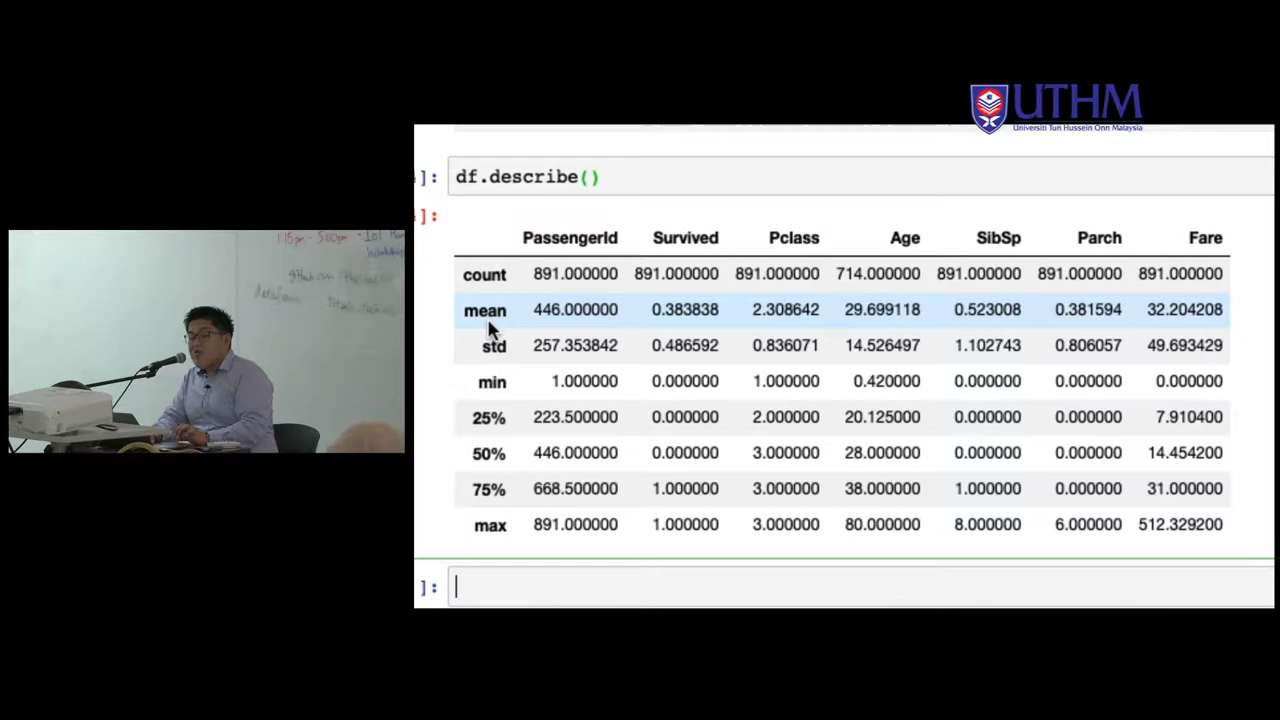 UTHM
Universiti Tun Hussein Onn Malaysia
]: df.describe()
]:
PassengerId Survived Pclass Age SibSp Parch Fare
count 891.000000 891.000000 891.000000 714.000000 891.000000 891.000000 891.000000
mean 446.000000 0.383838 2.308642 29.699118 0.523008 0.381594 32.204208
std 257.353842 0.486592 0.836071 14.526497 1.102743 0.806057 49.693429
min 1.000000 0.000000 1.000000 0.420000 0.000000 0.000000 0.000000
25% 223.500000 0.000000 2.000000 20.125000 0.000000 0.000000 7.910400
50% 446.000000 0.000000 3.000000 28.000000 0.000000 0.000000 14.454200
75% 668.500000 1.000000 3.000000 38.000000 1.000000 0.000000 31.000000
max 891.000000 1.000000 3.000000 80.000000 8.000000 6.000000 512.329200
]:
github.com